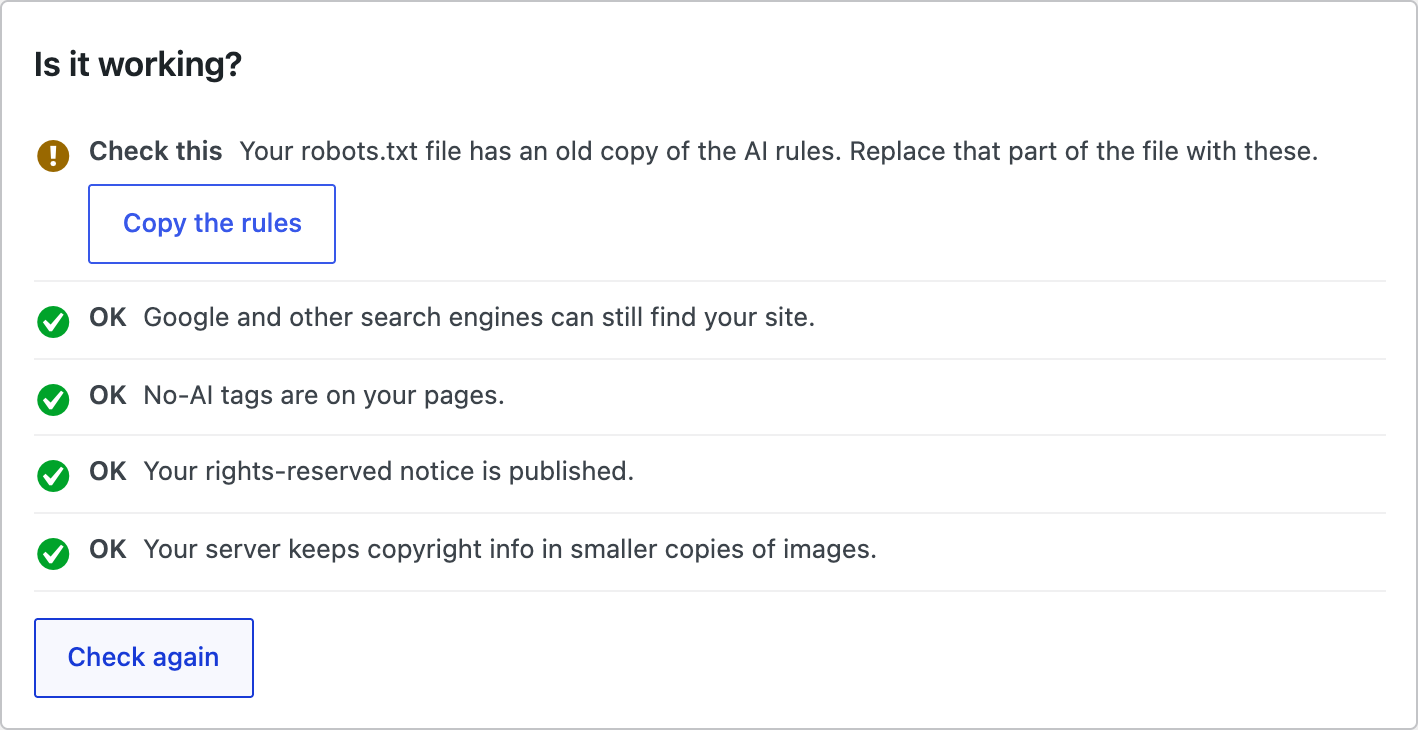 Is it working?
Check this Your robots.txt file has an old copy of the AI rules. Replace that part of the file with these.
Copy the rules
OK Google and other search engines can still find your site.
OK No-AI tags are on your pages.
OK Your rights-reserved notice is published.
OK Your server keeps copyright info in smaller copies of images.
Check again